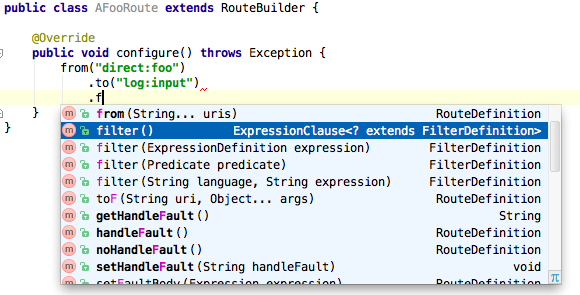 public class AFooRoute extends RouteBuilder {
@Override
public void configure() throws Exception {
from("direct:foo")
.to("log:input")
.f
}
}
m from(String... uris) RouteDefinition
m filter() ExpressionClause<? extends FilterDefinition>
m filter(ExpressionDefinition expression) FilterDefinition
m filter(Predicate predicate) FilterDefinition
m filter(String language, String expression) FilterDefinition
m toF(String uri, Object... args) RouteDefinition
m getHandleFault() String
m handleFault() RouteDefinition
m noHandleFault() RouteDefinition
m setHandleFault(String handleFault) void
m setFaultBody(Expression expression) RouteDefinition
π